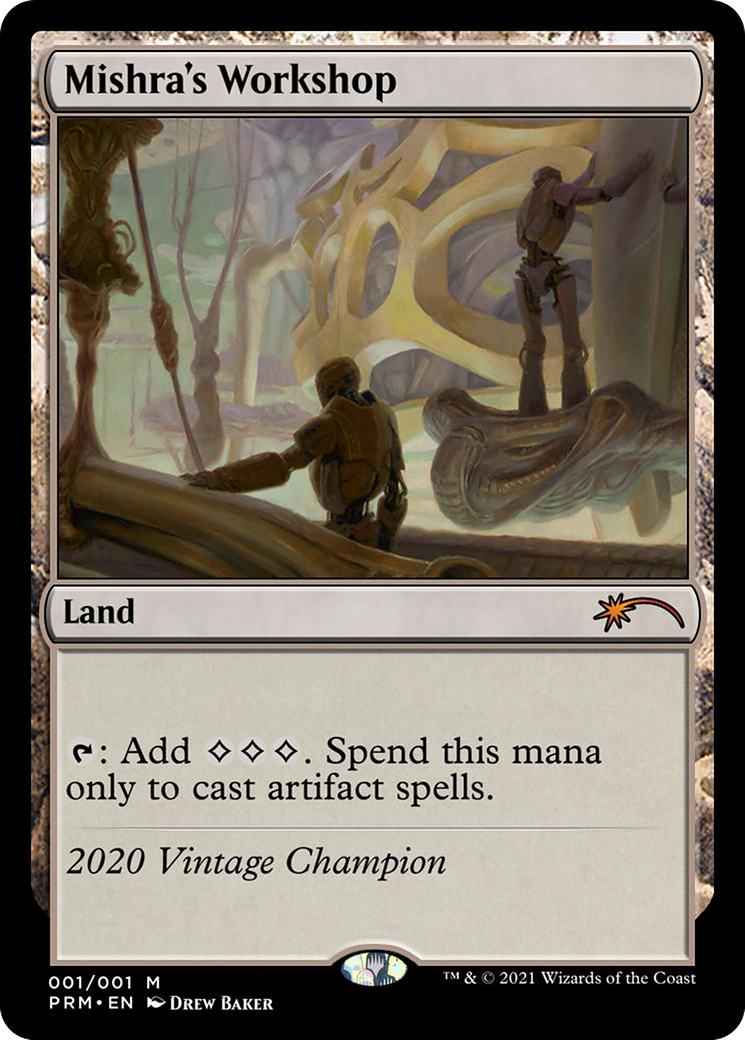 Mishra's Workshop
Land
: Add . Spend this mana
only to cast artifact spells.
2020 Vintage Champion
001/001 M
PRM • EN DREW BAKER
™ & © 2021 Wizards of the Coast